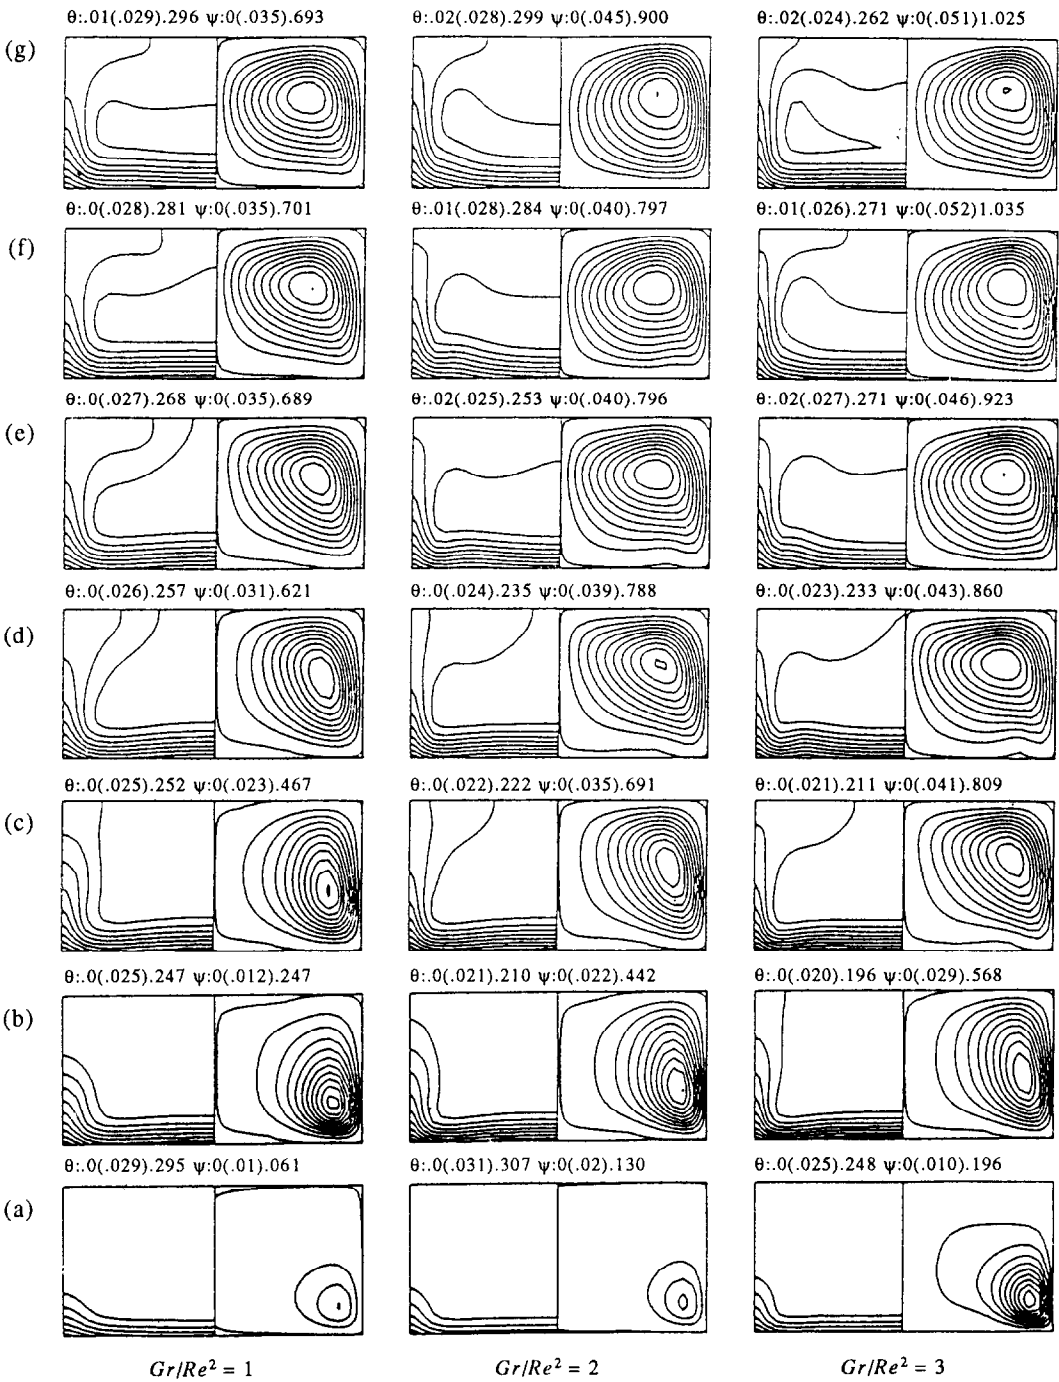 θ:.01(.029).296 ψ:0(.035).693 θ:.02(.028).299 ψ:0(.045).900 θ:.02(.024).262 ψ:0(.051)1.025
(g)
θ:.0(.028).281 ψ:0(.035).701 θ:.01(.028).284 ψ:0(.040).797 θ:.01(.026).271 ψ:0(.052)1.035
(f)
θ:.0(.027).268 ψ:0(.035).689 θ:.02(.025).253 ψ:0(.040).796 θ:.02(.027).271 ψ:0(.046).923
(e)
θ:.0(.026).257 ψ:0(.031).621 θ:.0(.024).235 ψ:0(.039).788 θ:.0(.023).233 ψ:0(.043).860
(d)
θ:.0(.025).252 ψ:0(.023).467 θ:.0(.022).222 ψ:0(.035).691 θ:.0(.021).211 ψ:0(.041).809
(c)
θ:.0(.025).247 ψ:0(.012).247 θ:.0(.021).210 ψ:0(.022).442 θ:.0(.020).196 ψ:0(.029).568
(b)
θ:.0(.029).295 ψ:0(.01).061 θ:.0(.031).307 ψ:0(.02).130 θ:.0(.025).248 ψ:0(.010).196
(a)
Gr/Re² = 1 Gr/Re² = 2 Gr/Re² = 3